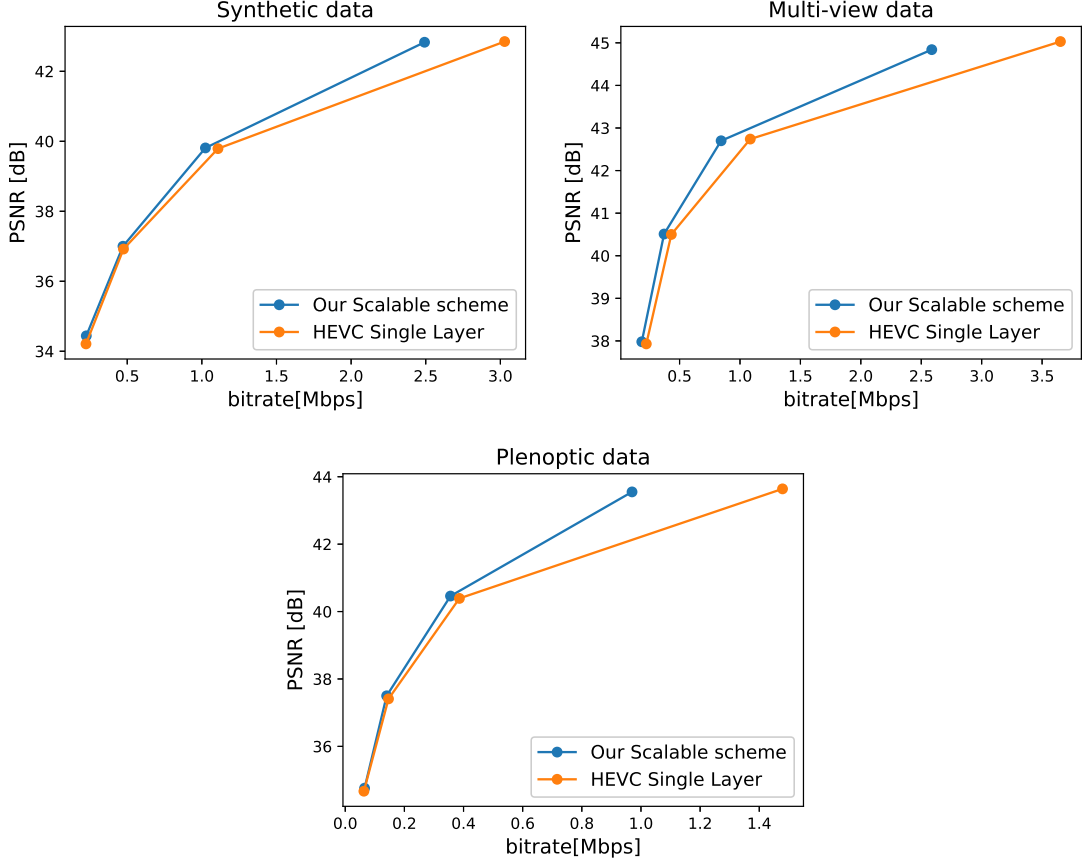 Synthetic data
42
40
38
36
34
PSNR [dB]
0.5 1.0 1.5 2.0 2.5 3.0
bitrate[Mbps]
Our Scalable scheme
HEVC Single Layer
Multi-view data
45
44
43
42
41
40
39
38
PSNR [dB]
0.5 1.0 1.5 2.0 2.5 3.0 3.5
bitrate[Mbps]
Our Scalable scheme
HEVC Single Layer
Plenoptic data
44
42
40
38
36
PSNR [dB]
0.0 0.2 0.4 0.6 0.8 1.0 1.2 1.4
bitrate[Mbps]
Our Scalable scheme
HEVC Single Layer